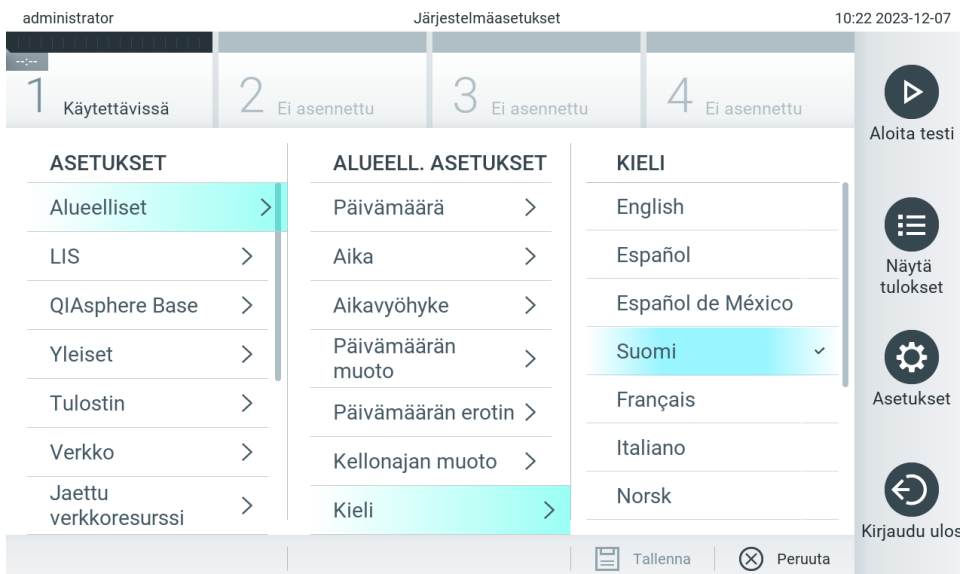 administrator
Järjestelmäasetukset
10:22 2023-12-07
--:--
1 Käytettävissä
2 Ei asennettu
3 Ei asennettu
4 Ei asennettu
ASETUKSET
Alueelliset
LIS
QIAsphere Base
Yleiset
Tulostin
Verkko
Jaettu
verkkoresurssi
ALUEELL. ASETUKSET
Päivämäärä
Aika
Aikavyöhyke
Päivämäärän
muoto
Päivämäärän erotin
Kellonajan muoto
Kieli
KIELI
English
Español
Español de México
Suomi
Français
Italiano
Norsk
Aloita testi
Näytä
tulokset
Asetukset
Kirjaudu ulos
Tallenna
Peruuta